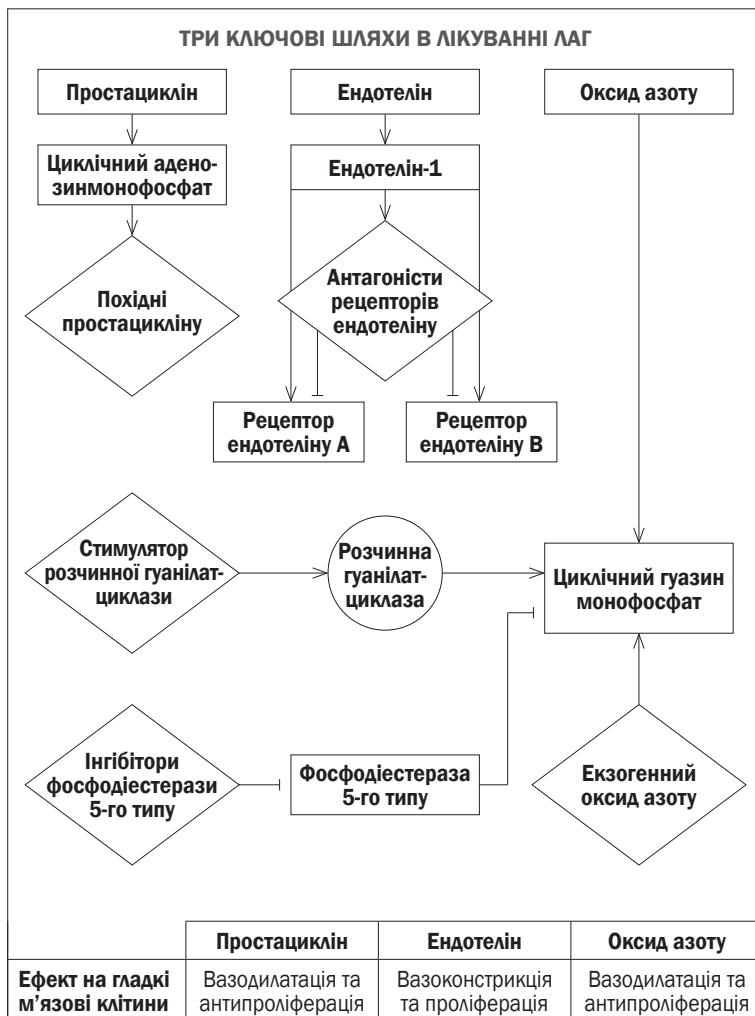 ТРИ КЛЮЧОВІ ШЛЯХИ В ЛІКУВАННІ ЛАГ
Простациклін
Ендотелін
Оксид азоту
Циклічний адено-
зинмонофосфат
Ендотелін-1
Похідні
простацикліну
Антагоністи
рецепторів
ендотеліну
Рецептор
ендотеліну А
Рецептор
ендотеліну В
Стимулятор
розчинної гуанілат-
циклази
Розчинна
гуанілат-
циклаза
Циклічний гуазин
монофосфат
Інгібітори
фосфодіестерази
5-го типу
Фосфодіестераза
5-го типу
Екзогенний
оксид азоту
Простациклін
Ендотелін
Оксид азоту
Ефект на гладкі
м’язові клітини
Вазодилатація та
антипроліферація
Вазоконстрикція
та проліферація
Вазодилатація та
антипроліферація